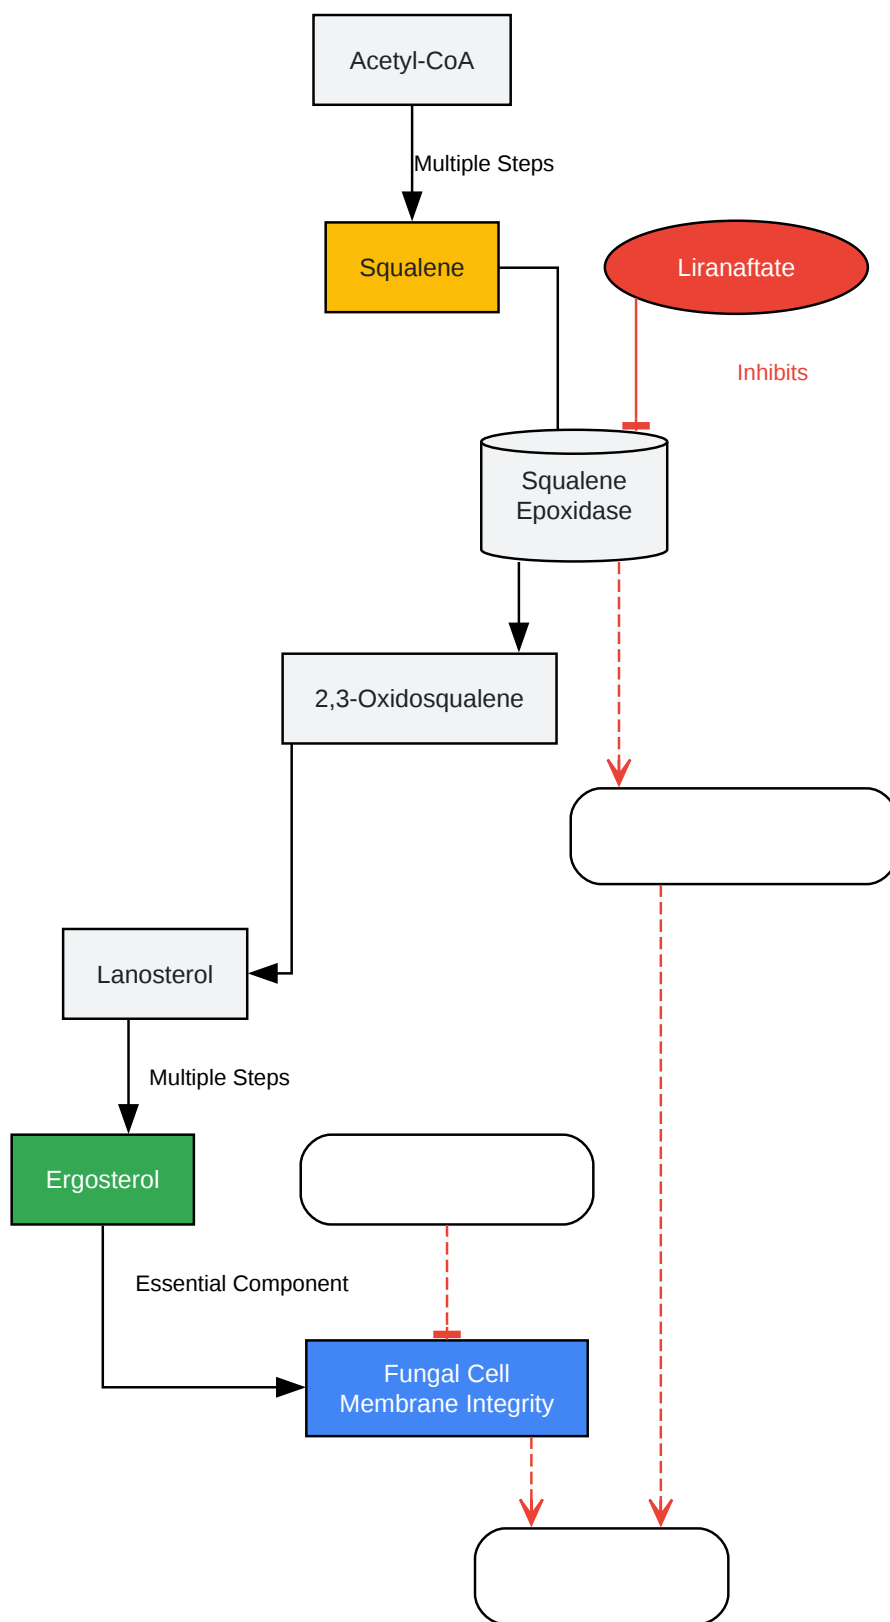 Acetyl-CoA
Multiple Steps
Squalene
Liranaftate
Inhibits
Squalene
Epoxidase
2,3-Oxidosqualene
Lanosterol
Multiple Steps
Ergosterol
Essential Component
Fungal Cell
Membrane Integrity